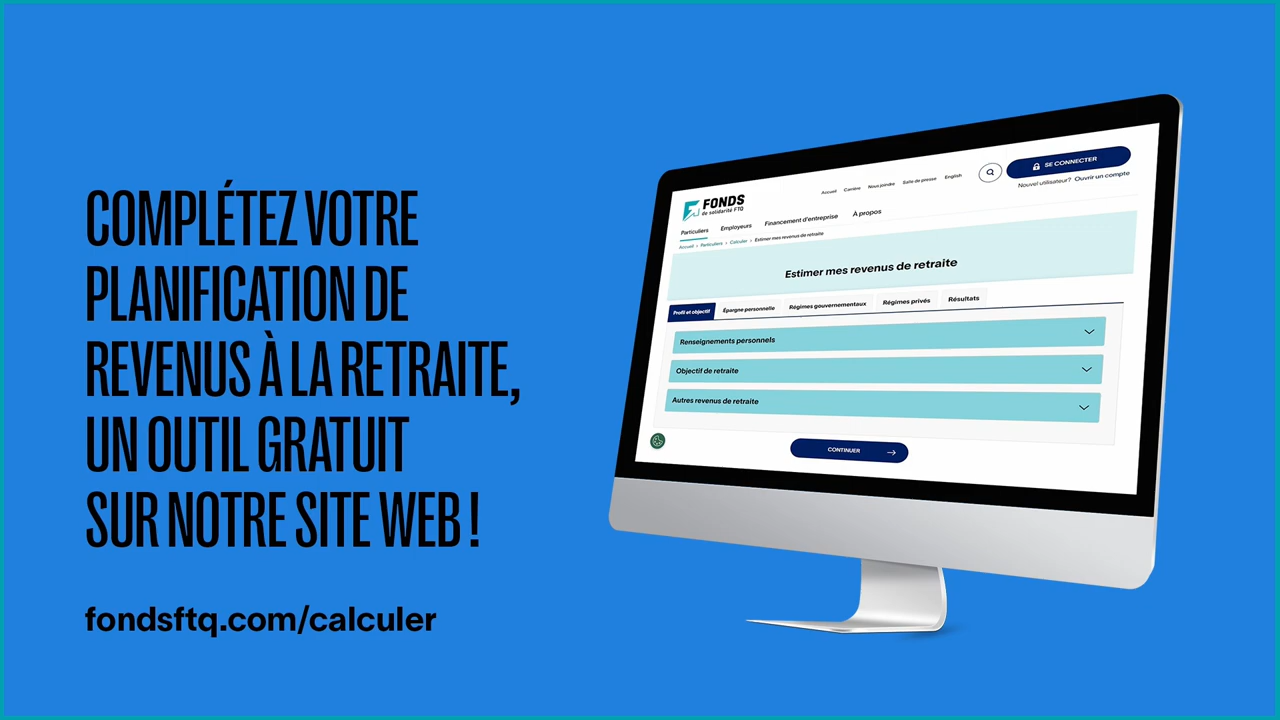 COMPLÉTEZ VOTRE
PLANIFICATION DE
REVENUS À LA RETRAITE,
UN OUTIL GRATUIT
SUR NOTRE SITE WEB !
fondsftq.com/calculer
FONDS
de solidarité FTQ
Accueil Carrière Nous joindre Salle de presse English
SE CONNECTER
Nouvel utilisateur? Ouvrir un compte
Particuliers Employeurs Financement d'entreprise À propos
Accueil > Particuliers > Calculer > Estimer mes revenus de retraite
Estimer mes revenus de retraite
Profil et objectif Épargne personnelle Régimes gouvernementaux Régimes privés Résultats
Renseignements personnels
Objectif de retraite
Autres revenus de retraite
CONTINUER